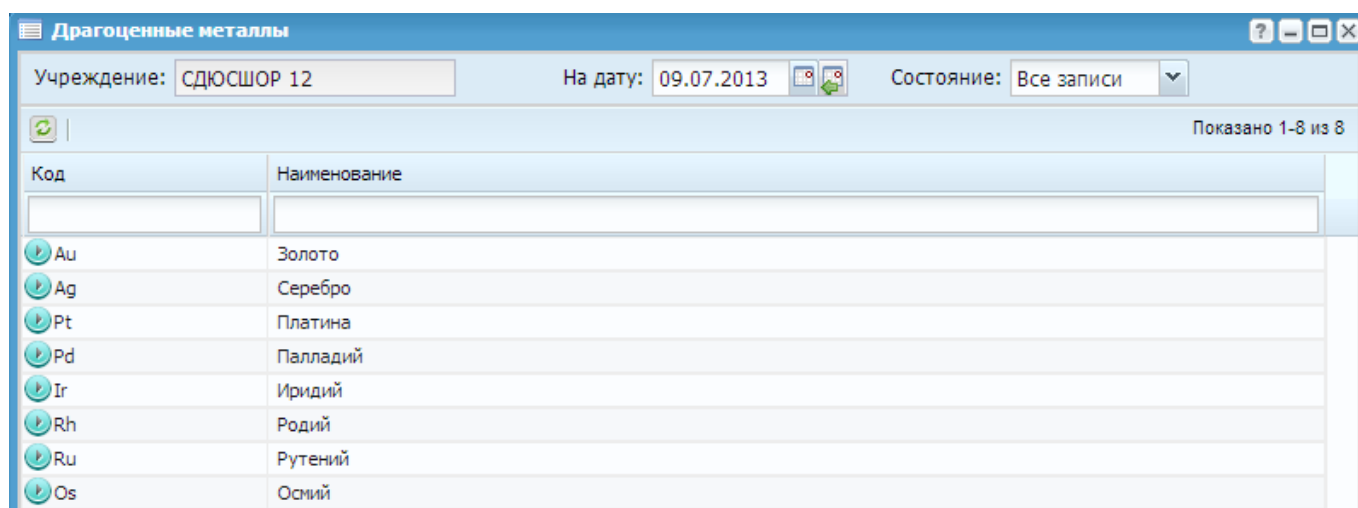 Драгоценные металлы
Учреждение: СДЮСШОР 12 На дату: 09.07.2013 Состояние: Все записи
Показано 1-8 из 8
Код Наименование
Au Золото
Ag Серебро
Pt Платина
Pd Палладий
Ir Иридий
Rh Родий
Ru Рутений
Os Осмий